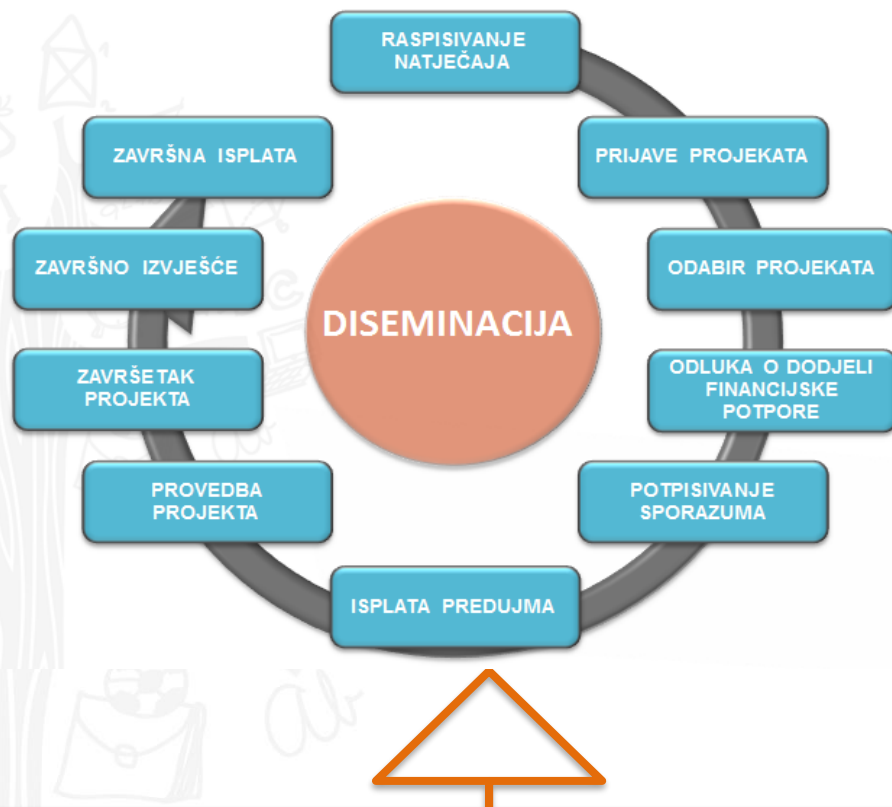 RASPISIVANJE
NATJEČAJA
PRIJAVE PROJEKATA
ODABIR PROJEKATA
ODLUKA O DODJELI
FINANCIJSKE
POTPORE
POTPISIVANJE
SPORAZUMA
ISPLATA PREDUJMA
PROVEDBA
PROJEKTA
ZAVRŠETAK
PROJEKTA
ZAVRŠNO IZVJEŠĆE
ZAVRŠNA ISPLATA
DISEMINACIJA